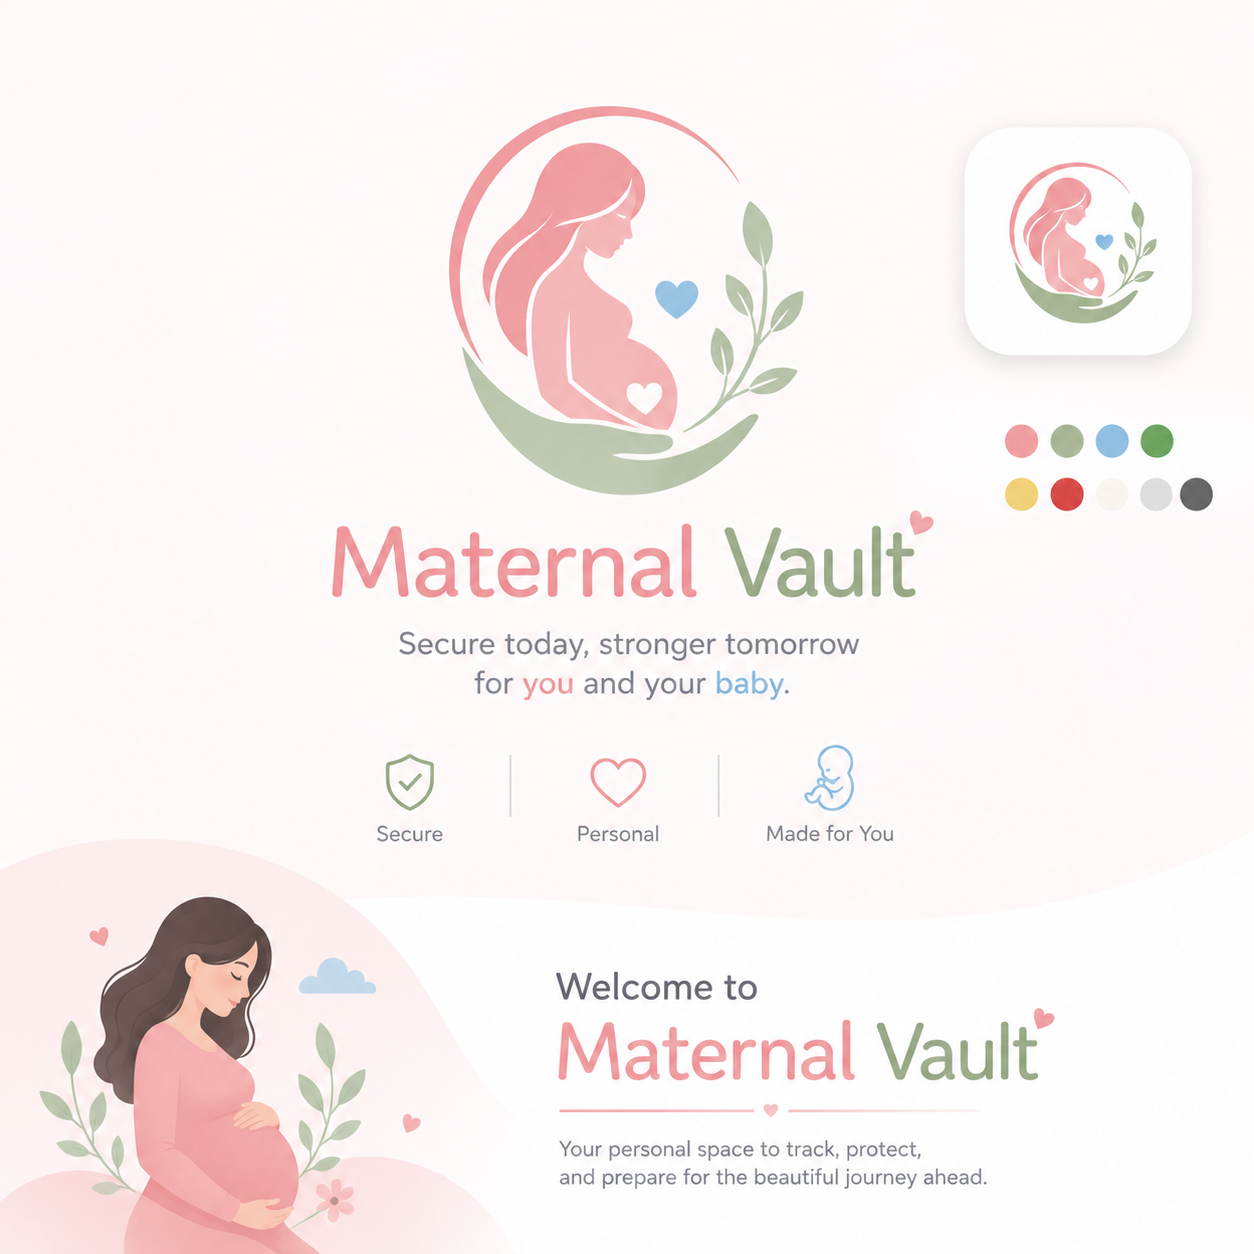 Maternal Vault
Secure today, stronger tomorrow
for you and your baby.
Secure
Personal
Made for You
Welcome to
Maternal Vault
Your personal space to track, protect,
and prepare for the beautiful journey ahead.